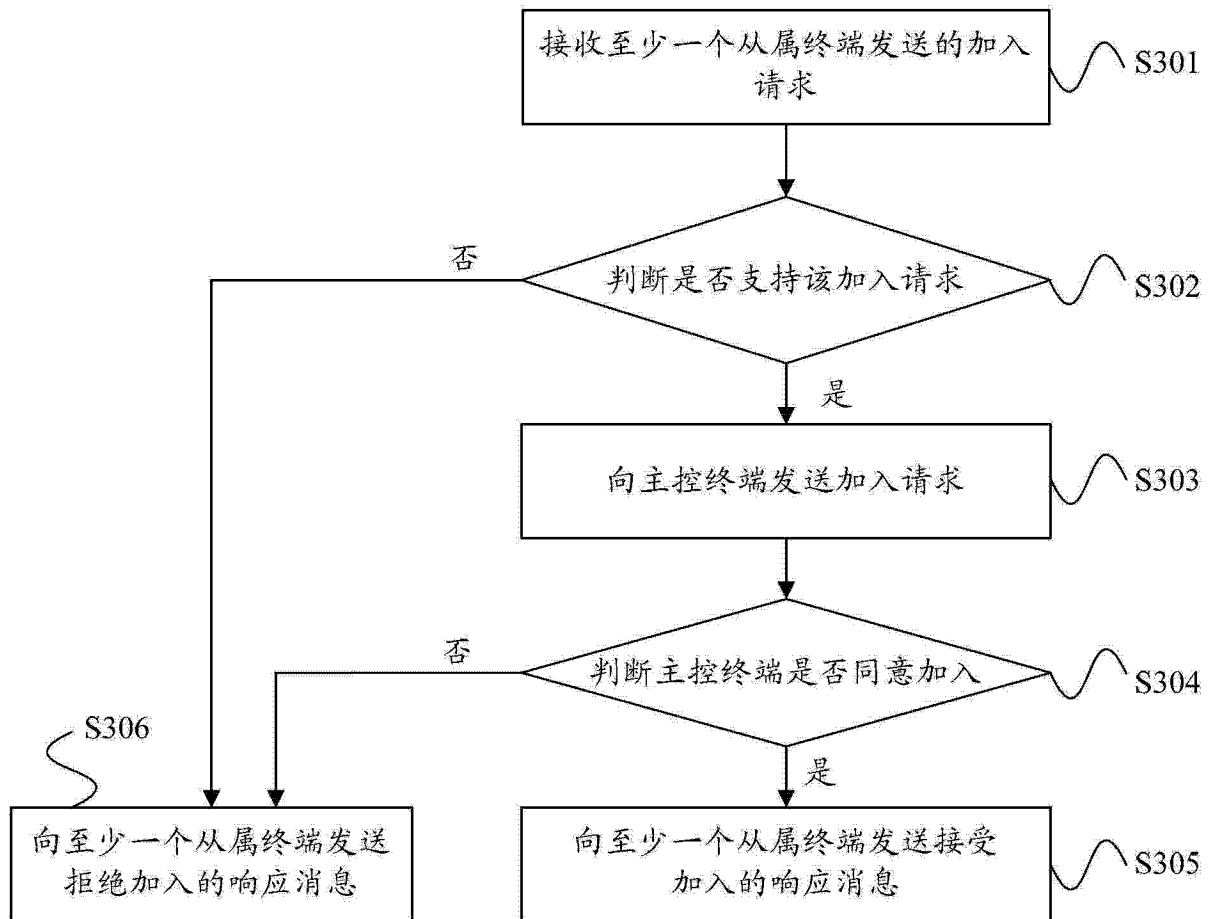 接收至少一个从属终端发送的加入
请求
S301
否
判断是否支持该加入请求
S302
是
向主控终端发送加入请求
S303
否
判断主控终端是否同意加入
S304
S306
是
向至少一个从属终端发送
拒绝加入的响应消息
向至少一个从属终端发送接受
加入的响应消息
S305